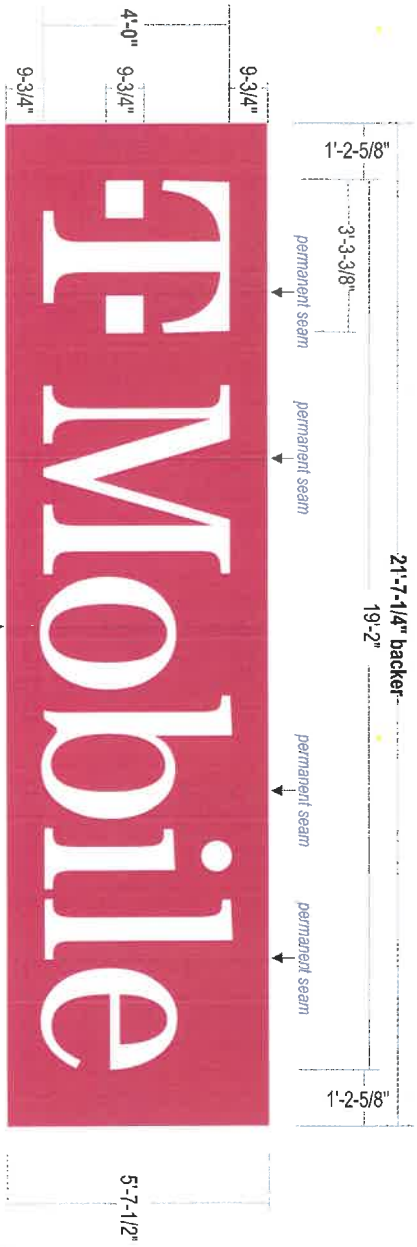 21'-7-1/4" backer
19'-2"
1'-2-5/8"
3'-3-3/8"
1'-2-5/8"
permanent seam
permanent seam
permanent seam
permanent seam
9-3/4"
4'-0"
9-3/4"
9-3/4"
T Mobile
5'-7-1/2"